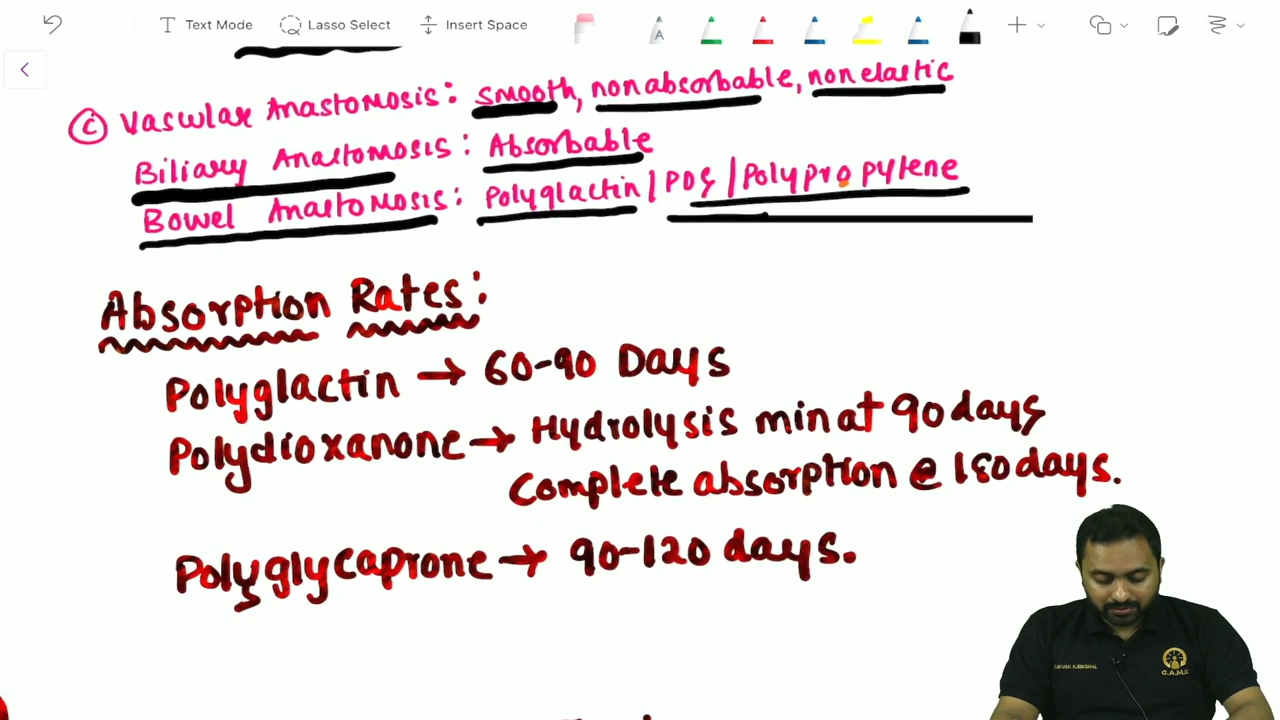 Text Mode Lasso Select Insert Space
A
C Vascular Anastomosis: smooth, nonabsorbable, nonelastic
Biliary Anastomosis: Absorbable
Bowel Anastomosis: Polyglactin / PDS / Polypropylene
Absorption Rates:
Polyglactin → 60-90 Days
Polydioxanone → Hydrolysis min at 90 days
Complete absorption @ 180 days.
Polyglycaprone → 90-120 days.
G.A.M.E